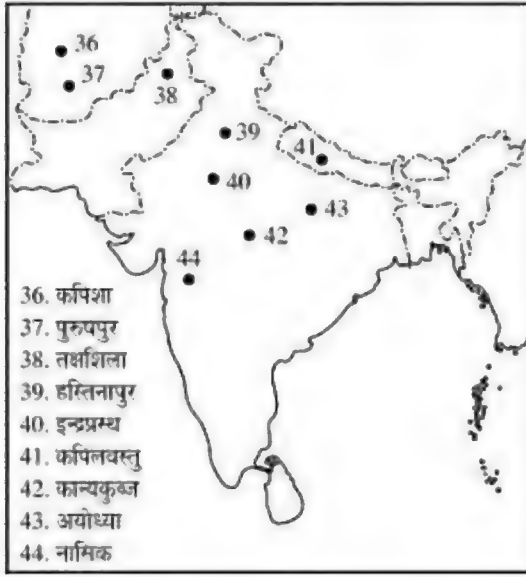 36
37
38
39
41
40
43
42
44
36. कपिशा
37. पुरुषपुर
38. तक्षशिला
39. हस्तिनापुर
40. इन्द्रप्रस्थ
41. कपिलवस्तु
42. कान्यकुब्ज
43. अयोध्या
44. नासिक